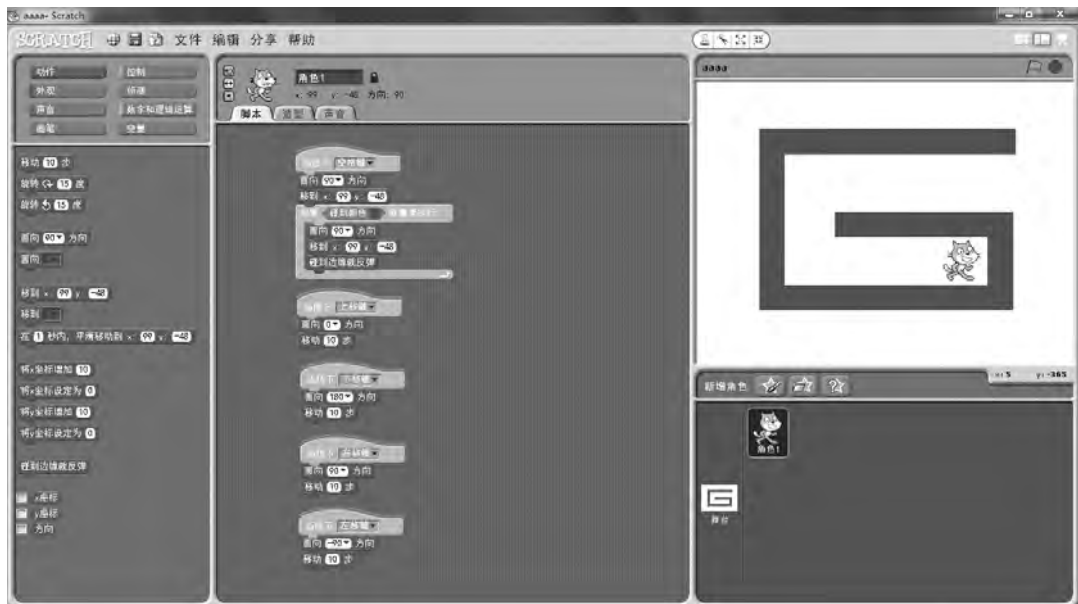 aaaa- Scratch
SCRATCH 文件 编辑 分享 帮助
动作 控制
外观 侦测
声音 数字和逻辑运算
画笔 变量
移动 10 步
旋转 15 度
旋转 15 度
面向 90 方向
面向
移到 x: 99 y: -48
移到
在 1 秒内，平滑移动到 x: 99 y: -48
将x坐标增加 10
将x坐标设定为 0
将y坐标增加 10
将y坐标设定为 0
碰到边缘就反弹
x座标
y座标
方向
角色1
x: 99 y: -48 方向: 90
脚本 造型 声音
当按下 空格键
面向 90 方向
移到 x: 99 y: -48
碰到颜色
面向 90 方向
移到 x: 99 y: -48
碰到边缘就反弹
当按下 上移键
面向 0 方向
移动 10 步
当按下 下移键
面向 180 方向
移动 10 步
当按下 右移键
面向 90 方向
移动 10 步
当按下 左移键
面向 -90 方向
移动 10 步
aaaa
x: 5 y: -365
新增角色
角色1
舞台